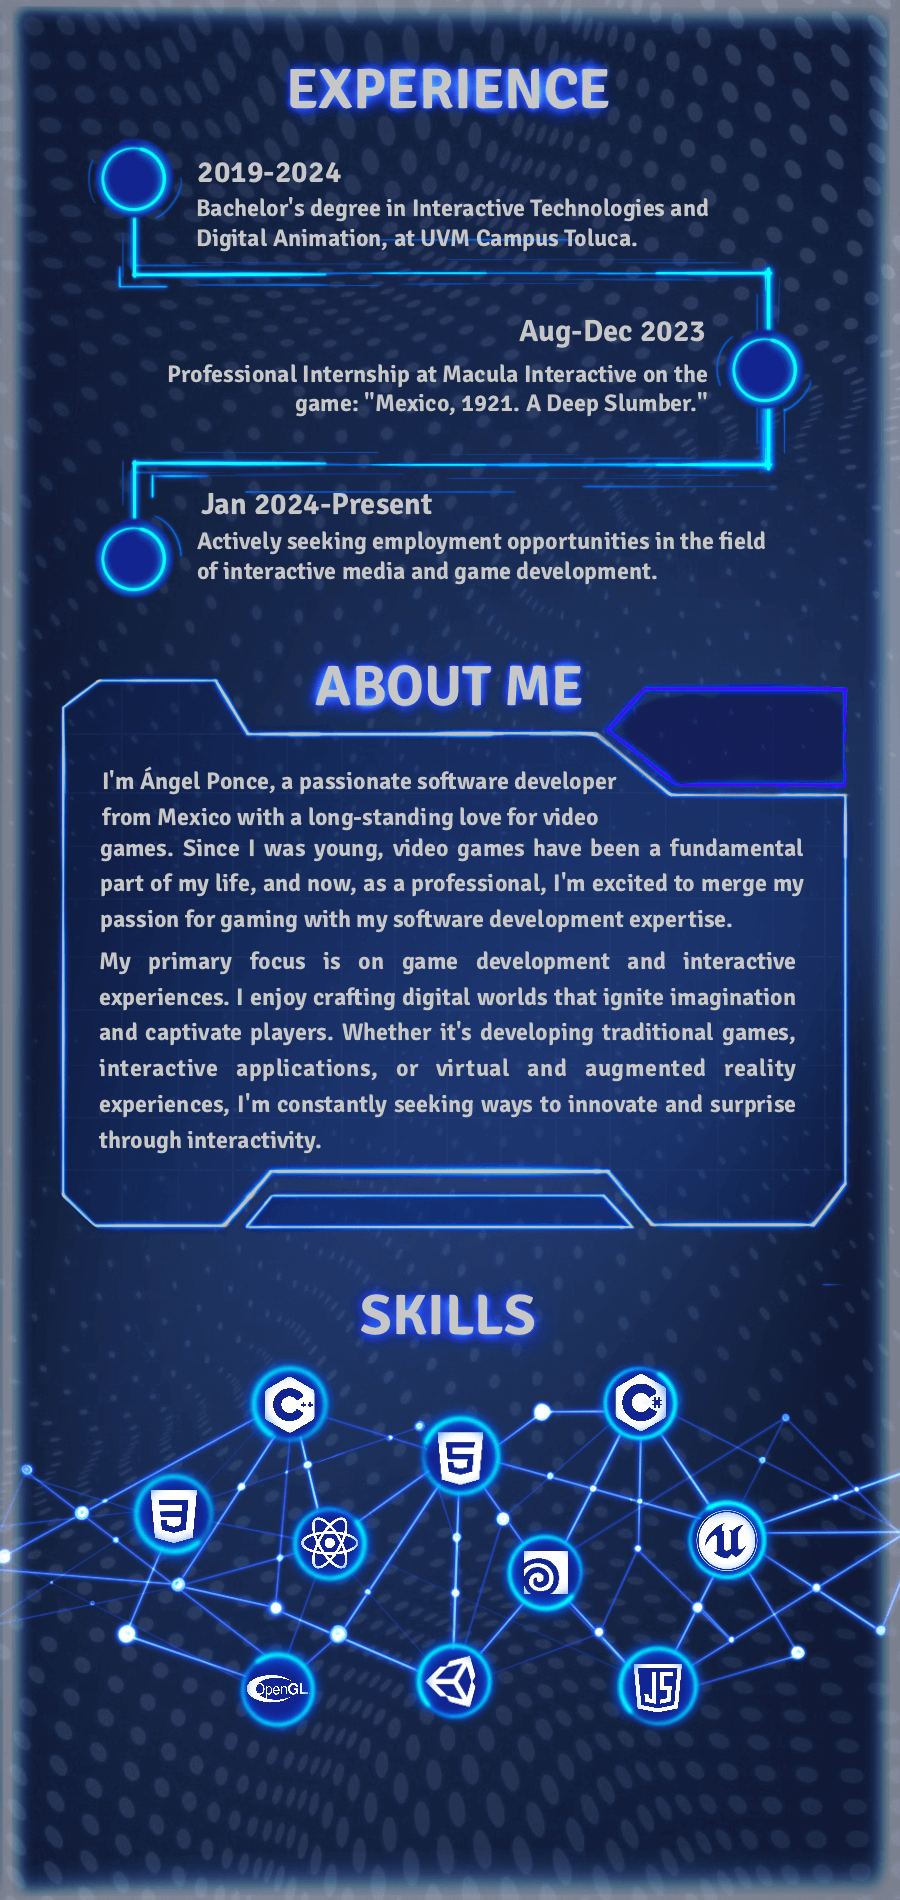 EXPERIENCE
2019-2024
Bachelor's degree in Interactive Technologies and
Digital Animation, at UVM Campus Toluca.
Aug-Dec 2023
Professional Internship at Macula Interactive on the
game: "Mexico, 1921. A Deep Slumber."
Jan 2024-Present
Actively seeking employment opportunities in the field
of interactive media and game development.
ABOUT ME
I'm Ángel Ponce, a passionate software developer
from Mexico with a long-standing love for video
games. Since I was young, video games have been a fundamental
part of my life, and now, as a professional, I'm excited to merge my
passion for gaming with my software development expertise.
My primary focus is on game development and interactive
experiences. I enjoy crafting digital worlds that ignite imagination
and captivate players. Whether it's developing traditional games,
interactive applications, or virtual and augmented reality
experiences, I'm constantly seeking ways to innovate and surprise
through interactivity.
SKILLS
C++
C#
5
3
U
OpenGL
JS